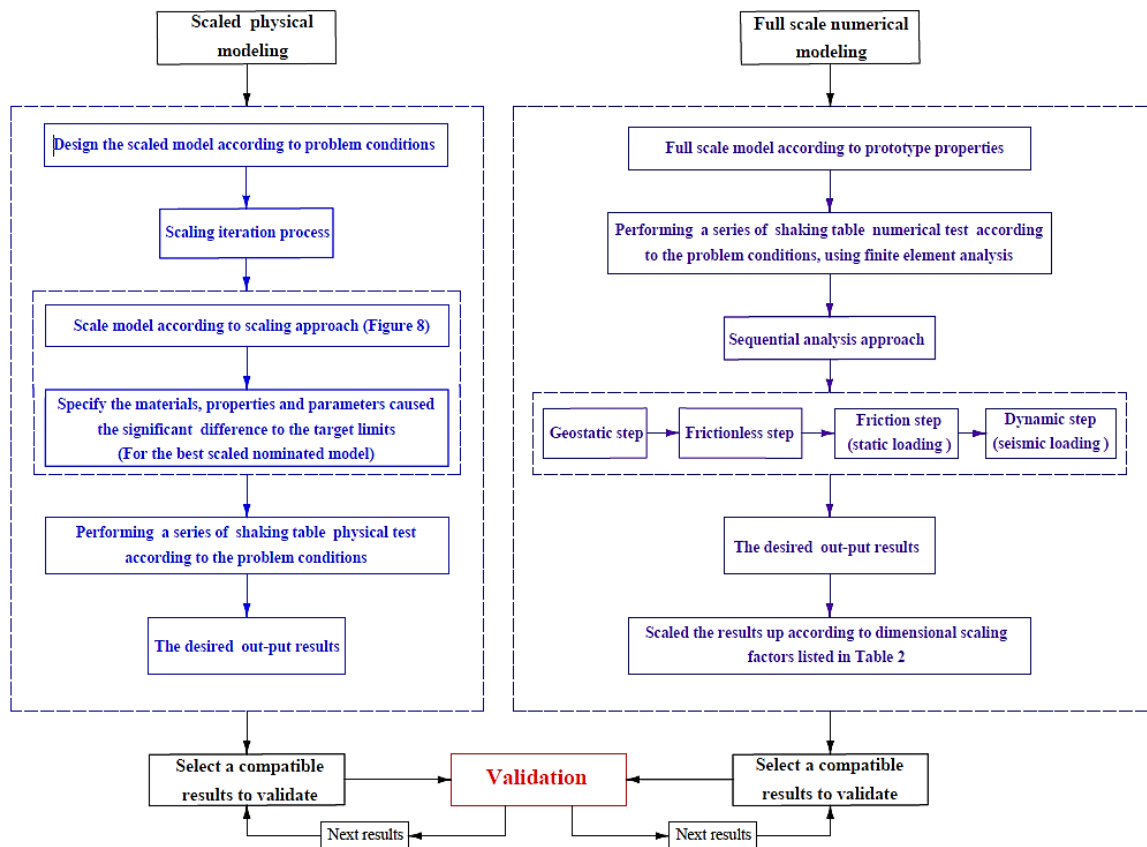 Scaled physical
modeling
Design the scaled model according to problem conditions
Scaling iteration process
Scale model according to scaling approach (Figure 8)
Specify the materials, properties and parameters caused
the significant difference to the target limits
(For the best scaled nominated model)
Performing a series of shaking table physical test
according to the problem conditions
The desired out-put results
Select a compatible
results to validate
Next results
Full scale numerical
modeling
Full scale model according to prototype properties
Performing a series of shaking table numerical test according
to the problem conditions, using finite element analysis
Sequential analysis approach
Geostatic step
Frictionless step
Friction step
(static loading )
Dynamic step
(seismic loading )
The desired out-put results
Scaled the results up according to dimensional scaling
factors listed in Table 2
Select a compatible
results to validate
Next results
Validation